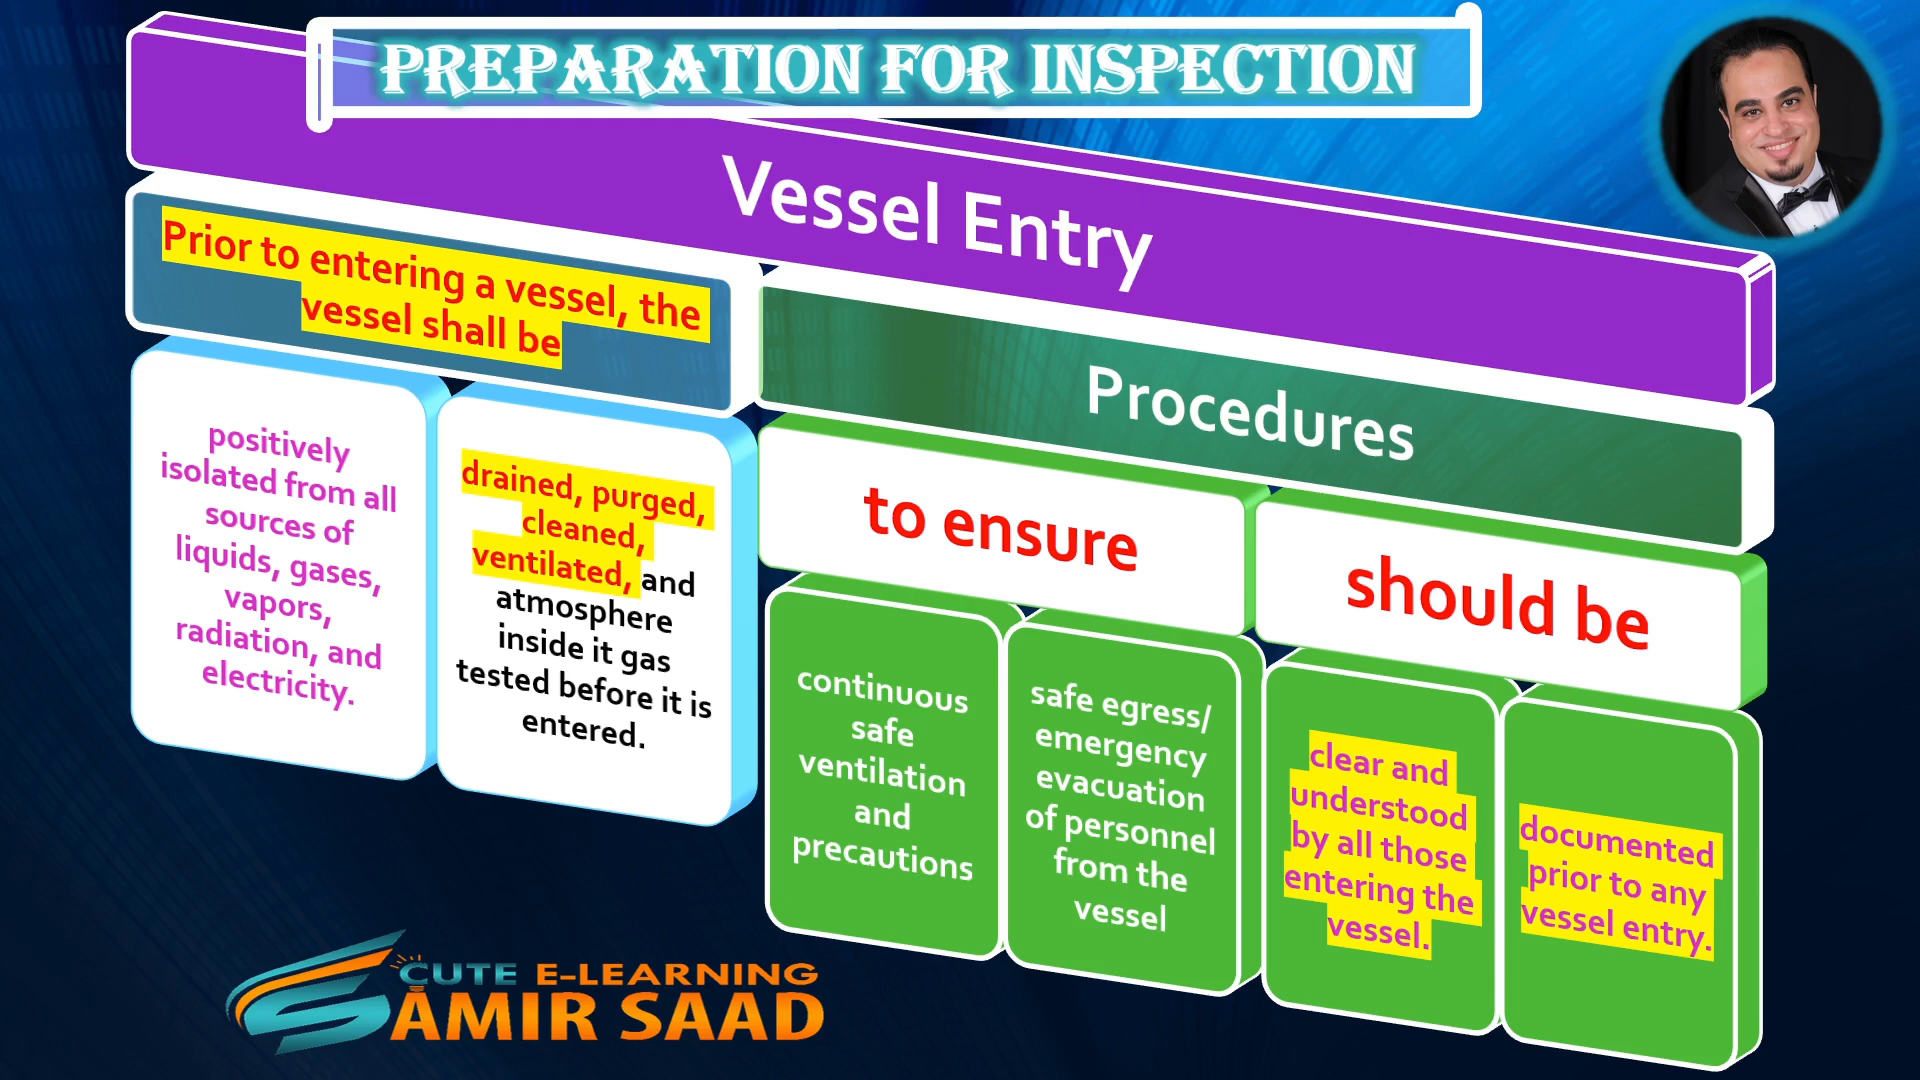 PREPARATION FOR INSPECTION
Vessel Entry
Prior to entering a vessel, the
vessel shall be
positively
isolated from all
sources of
liquids, gases,
vapors,
radiation, and
electricity.
drained, purged,
cleaned,
ventilated, and
atmosphere
inside it gas
tested before it is
entered.
Procedures
to ensure
continuous
safe
ventilation
and
precautions
safe egress/
emergency
evacuation
of personnel
from the
vessel
should be
clear and
understood
by all those
entering the
vessel.
documented
prior to any
vessel entry.
CUTE E-LEARNING
AMIR SAAD